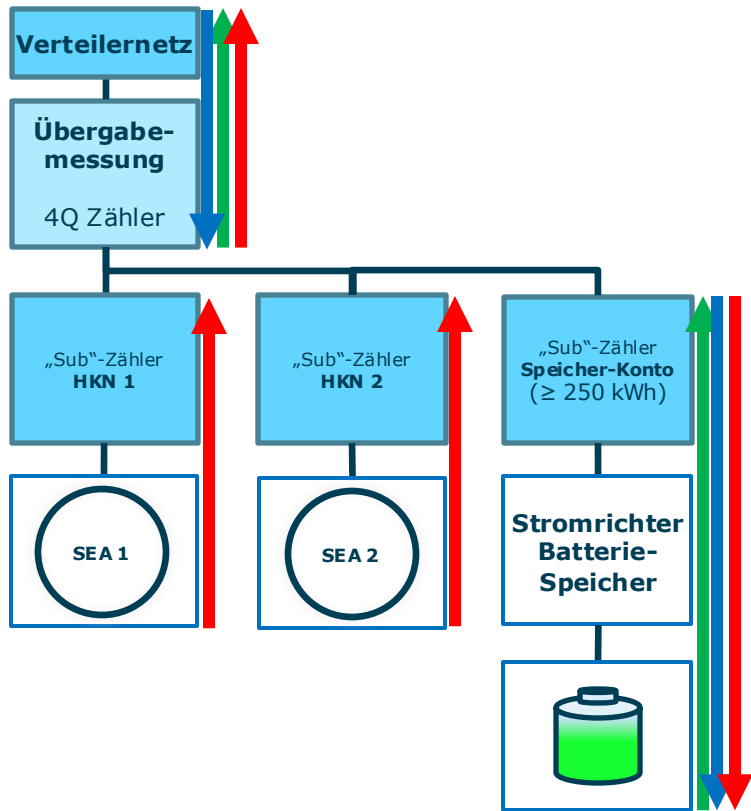 Verteilernetz
Übergabe-
messung
4Q Zähler
„Sub“-Zähler
HKN 1
„Sub“-Zähler
HKN 2
„Sub“-Zähler
Speicher-Konto
(≥ 250 kWh)
SEA 1
SEA 2
Stromrichter
Batterie-
Speicher